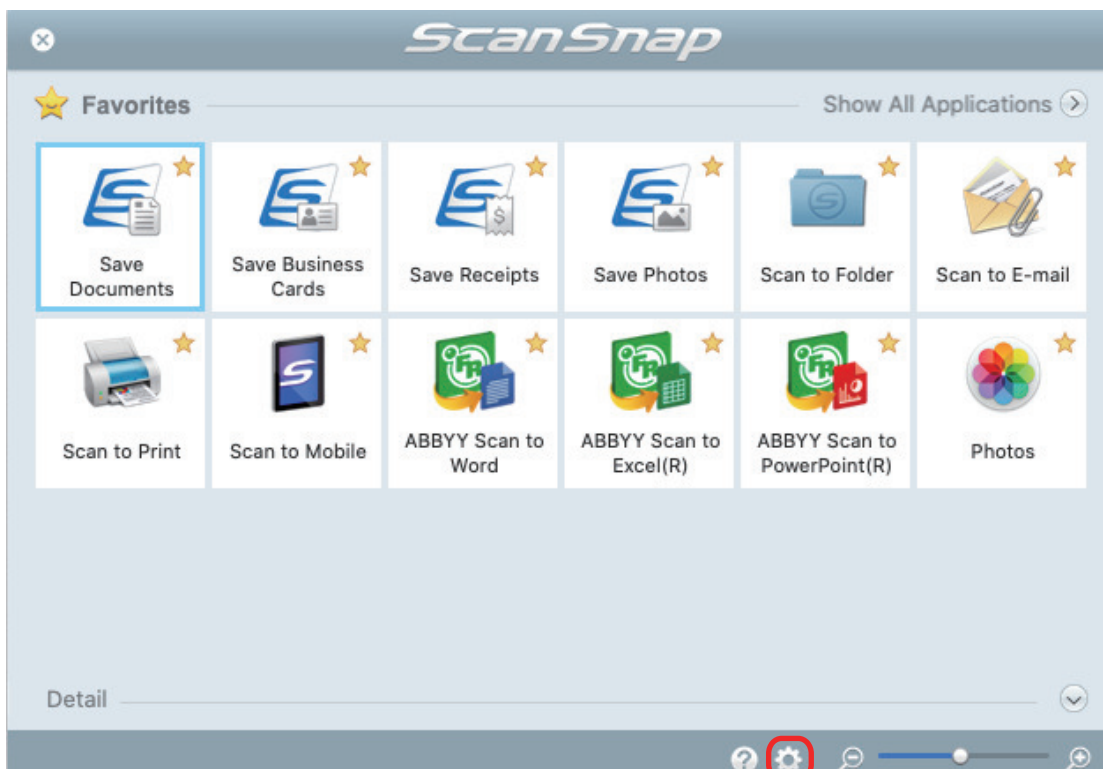 ScanSnap
Favorites
Show All Applications
Save
Documents
Save Business
Cards
Save Receipts
Save Photos
Scan to Folder
Scan to E-mail
Scan to Print
Scan to Mobile
ABBYY Scan to
Word
ABBYY Scan to
Excel(R)
ABBYY Scan to
PowerPoint(R)
Photos
Detail